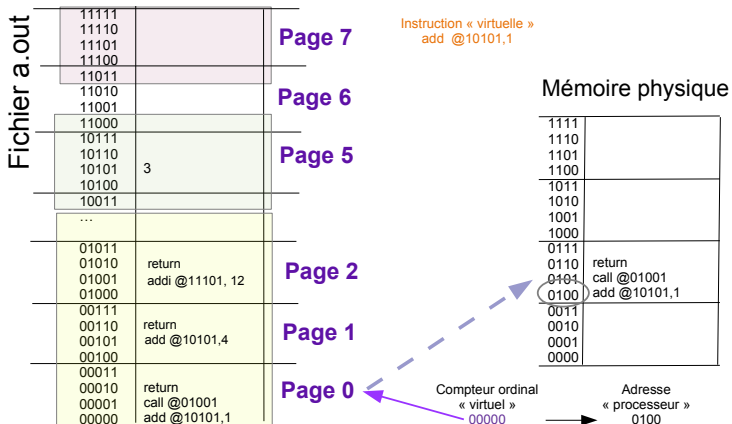 Fichier a.out
11111
11110
11101
11100
11011
11010
11001
11000
10111
10110
10101 3
10100
10011
...
01011
01010 return
01001 addi @11101, 12
01000
00111
00110 return
00101 add @10101,4
00100
00011
00010 return
00001 call @01001
00000 add @10101,1
Page 7
Page 6
Page 5
Page 2
Page 1
Page 0
Instruction « virtuelle »
add @10101,1
Mémoire physique
1111
1110
1101
1100
1011
1010
1001
1000
0111
0110 return
0101 call @01001
0100 add @10101,1
0011
0010
0001
0000
Compteur ordinal
« virtuel »
00000
Adresse
« processeur »
0100